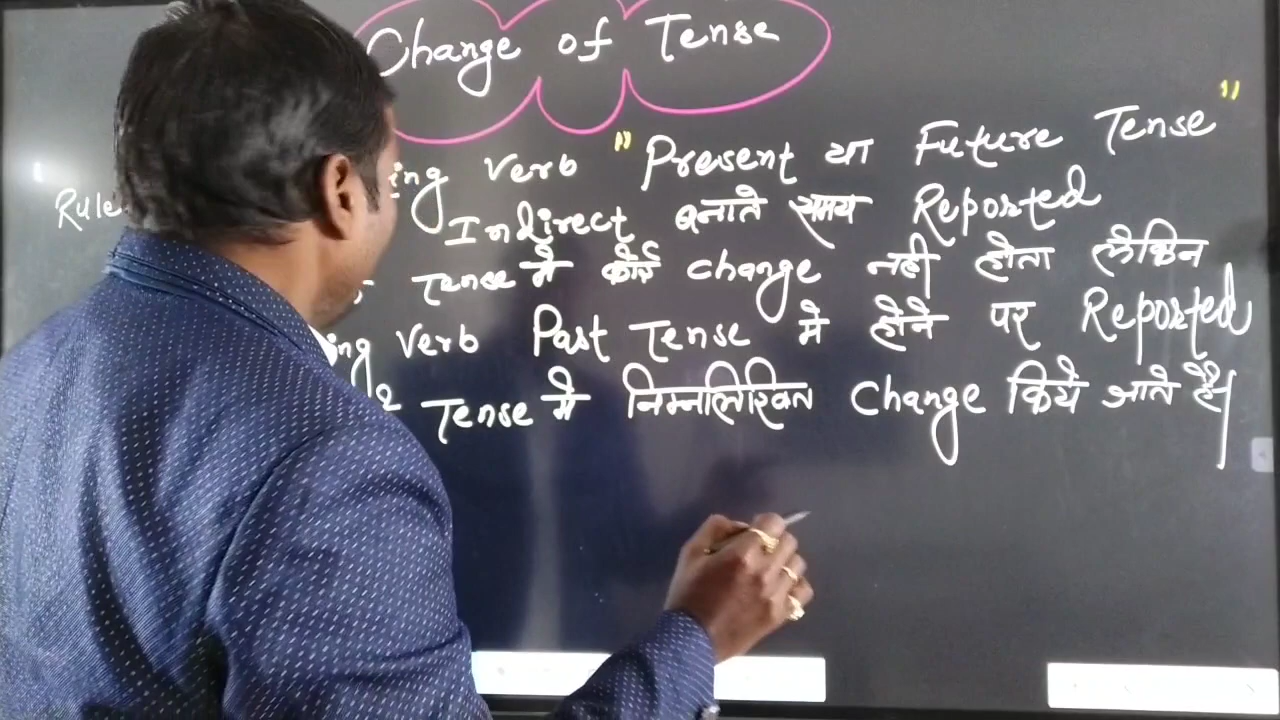 Change of Tense
Rule ing Verb "Present या Future Tense"
Indirect बनाते समय Reported
Tense में कोई change नही होता लेकिन
ing Verb Past Tense में होने पर Reported
Tense में निम्नलिखित Change किये जाते है।